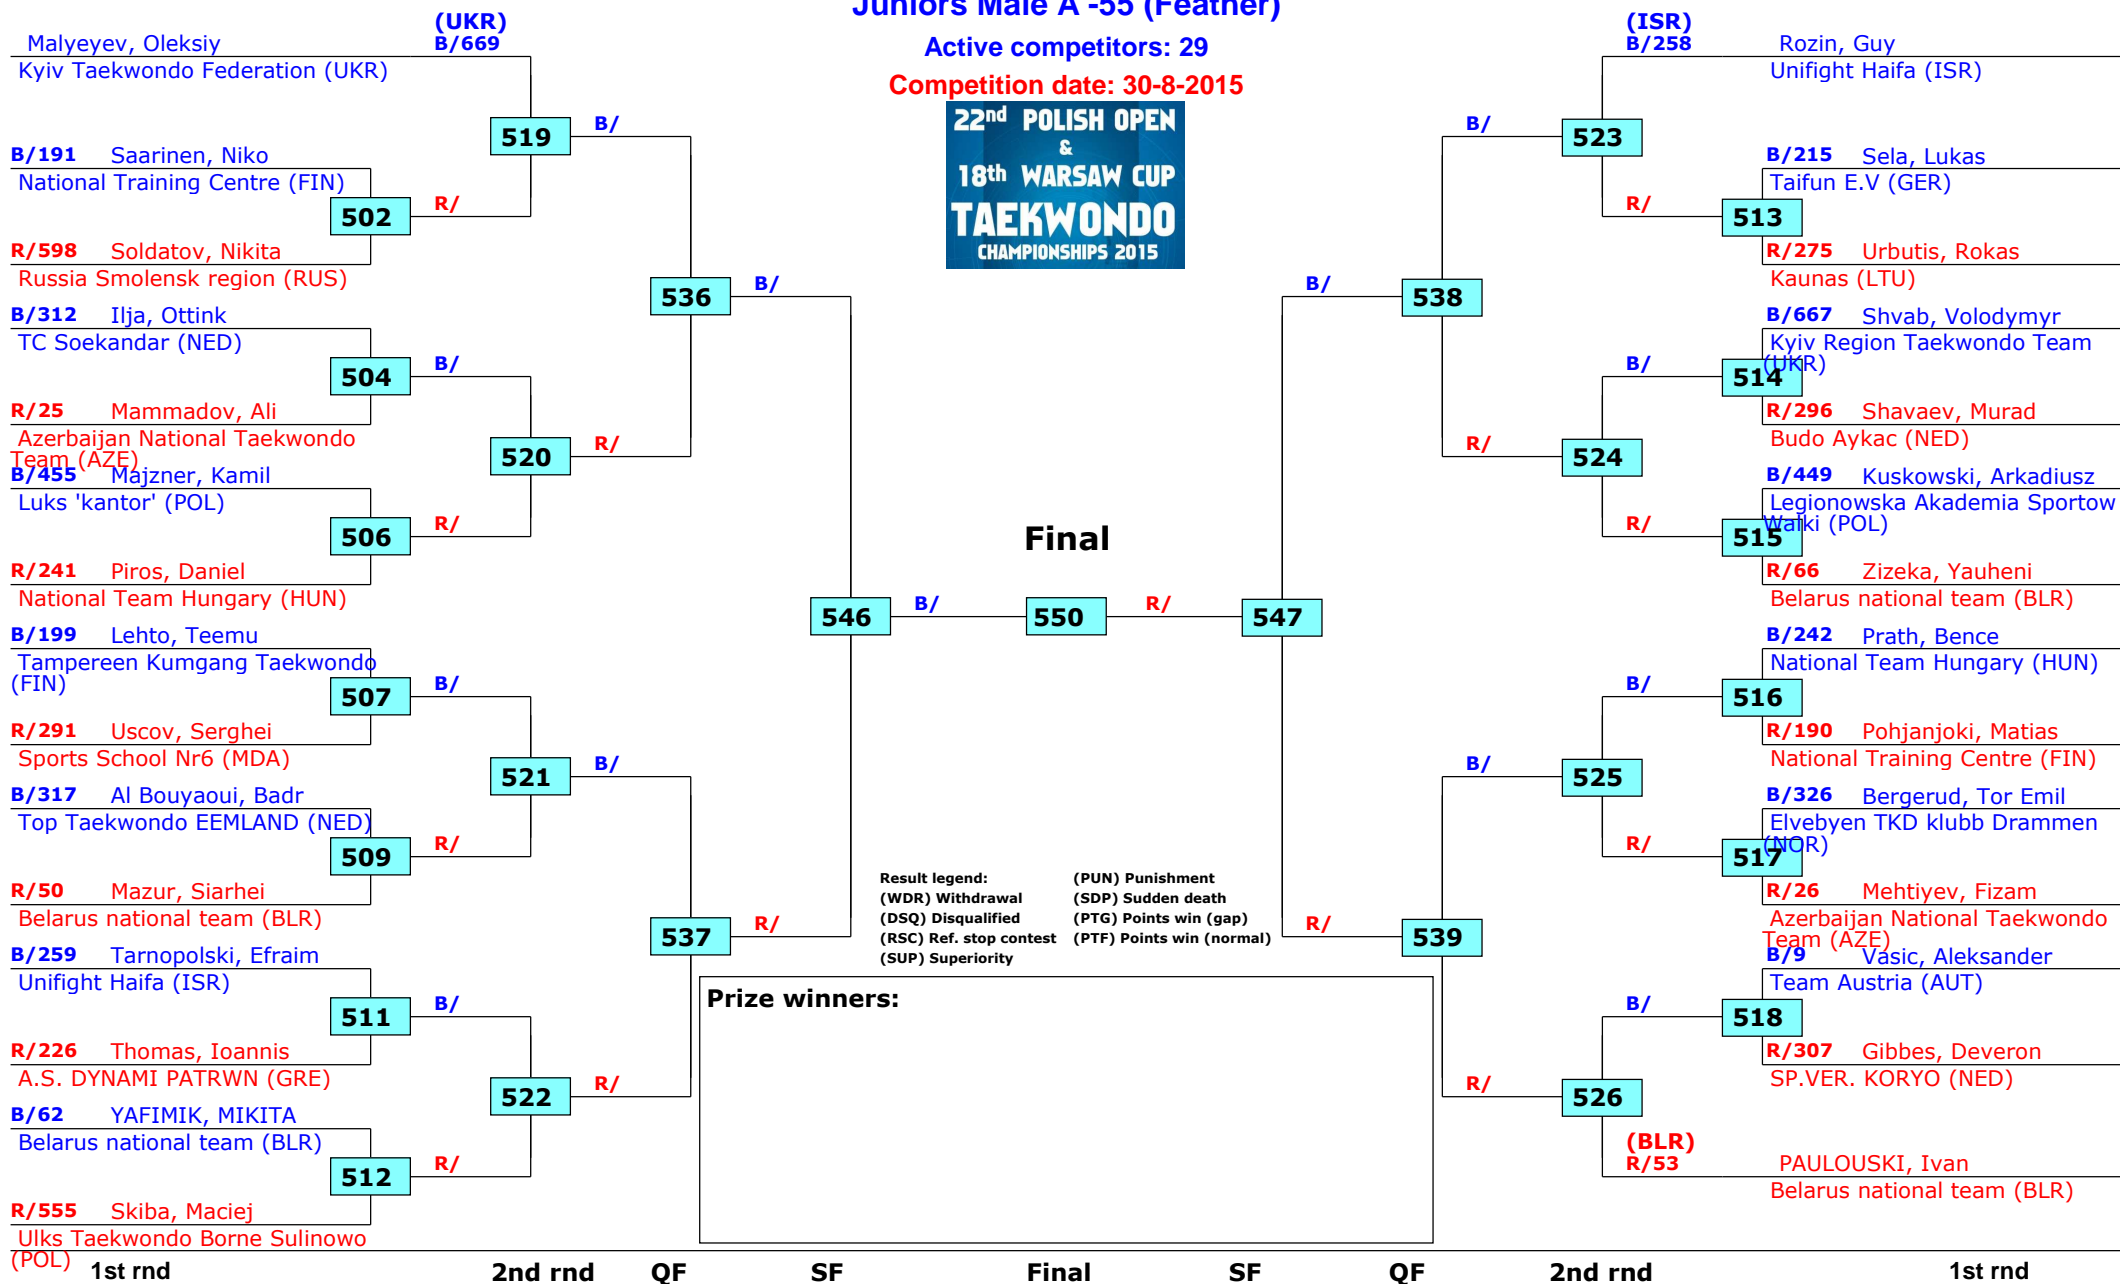 Juniors Male A -55 (Feather)
Active competitors: 29
Competition date: 30-8-2015
22nd POLISH OPEN
&
18th WARSAW CUP
TAEKWONDO
CHAMPIONSHIPS 2015
(UKR)
Malyeyev, Oleksiy B/669
Kyiv Taekwondo Federation (UKR)
519 B/
B/191 Saarinen, Niko
National Training Centre (FIN)
502 R/
R/598 Soldatov, Nikita
Russia Smolensk region (RUS)
536 B/
B/312 Ilja, Ottink
TC Soekandar (NED)
504 B/
R/25 Mammadov, Ali
Azerbaijan National Taekwondo
Team (AZE)
520 R/
B/455 Majzner, Kamil
Luks 'kantor' (POL)
506 R/
R/241 Piros, Daniel
National Team Hungary (HUN)
546 B/
B/199 Lehto, Teemu
Tampereen Kumgang Taekwondo
(FIN)
507 B/
R/291 Uscov, Serghei
Sports School Nr6 (MDA)
521 B/
B/317 Al Bouyaoui, Badr
Top Taekwondo EEMLAND (NED)
509 R/
R/50 Mazur, Siarhei
Belarus national team (BLR)
537 R/
B/259 Tarnopolski, Efraim
Unifight Haifa (ISR)
511 B/
R/226 Thomas, Ioannis
A.S. DYNAMI PATRWN (GRE)
522 R/
B/62 YAFIMIK, MIKITA
Belarus national team (BLR)
512 R/
R/555 Skiba, Maciej
Ulks Taekwondo Borne Sulinowo
(POL)
Final
550 R/
(ISR)
B/258 Rozin, Guy
Unifight Haifa (ISR)
B/ 523
B/215 Sela, Lukas
Taifun E.V (GER)
R/ 513
R/275 Urbutis, Rokas
Kaunas (LTU)
B/ 538
B/667 Shvab, Volodymyr
Kyiv Region Taekwondo Team
(UKR)
B/ 514
R/296 Shavaev, Murad
Budo Aykac (NED)
R/ 524
B/449 Kuskowski, Arkadiusz
Legionowska Akademia Sportow
Walki (POL)
R/ 515
R/66 Zizeka, Yauheni
Belarus national team (BLR)
547
B/242 Prath, Bence
National Team Hungary (HUN)
B/ 516
R/190 Pohjanjoki, Matias
National Training Centre (FIN)
B/ 525
B/326 Bergerud, Tor Emil
Elvebyen TKD klubb Drammen
(NOR)
R/ 517
R/26 Mehtiyev, Fizam
Azerbaijan National Taekwondo
Team (AZE)
R/ 539
B/9 Vasic, Aleksander
Team Austria (AUT)
B/ 518
R/307 Gibbes, Deveron
SP.VER. KORYO (NED)
R/ 526
(BLR)
R/53 PAULOUSKI, Ivan
Belarus national team (BLR)
Result legend: (PUN) Punishment
(WDR) Withdrawal (SDP) Sudden death
(DSQ) Disqualified (PTG) Points win (gap)
(RSC) Ref. stop contest (PTF) Points win (normal)
(SUP) Superiority
Prize winners:
1st rnd 2nd rnd QF SF Final SF QF 2nd rnd 1st rnd